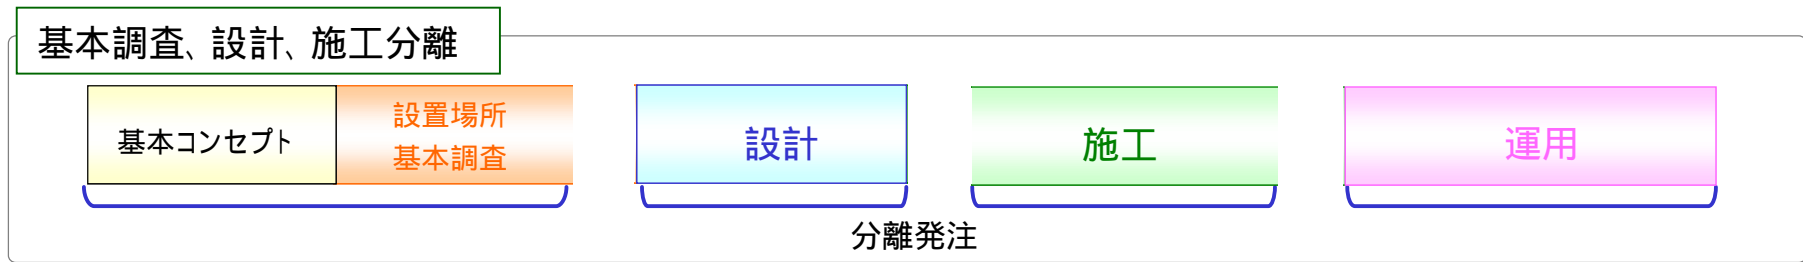 基本調査、設計、施工分離
基本コンセプト
設置場所
基本調査
設計
施工
運用
分離発注